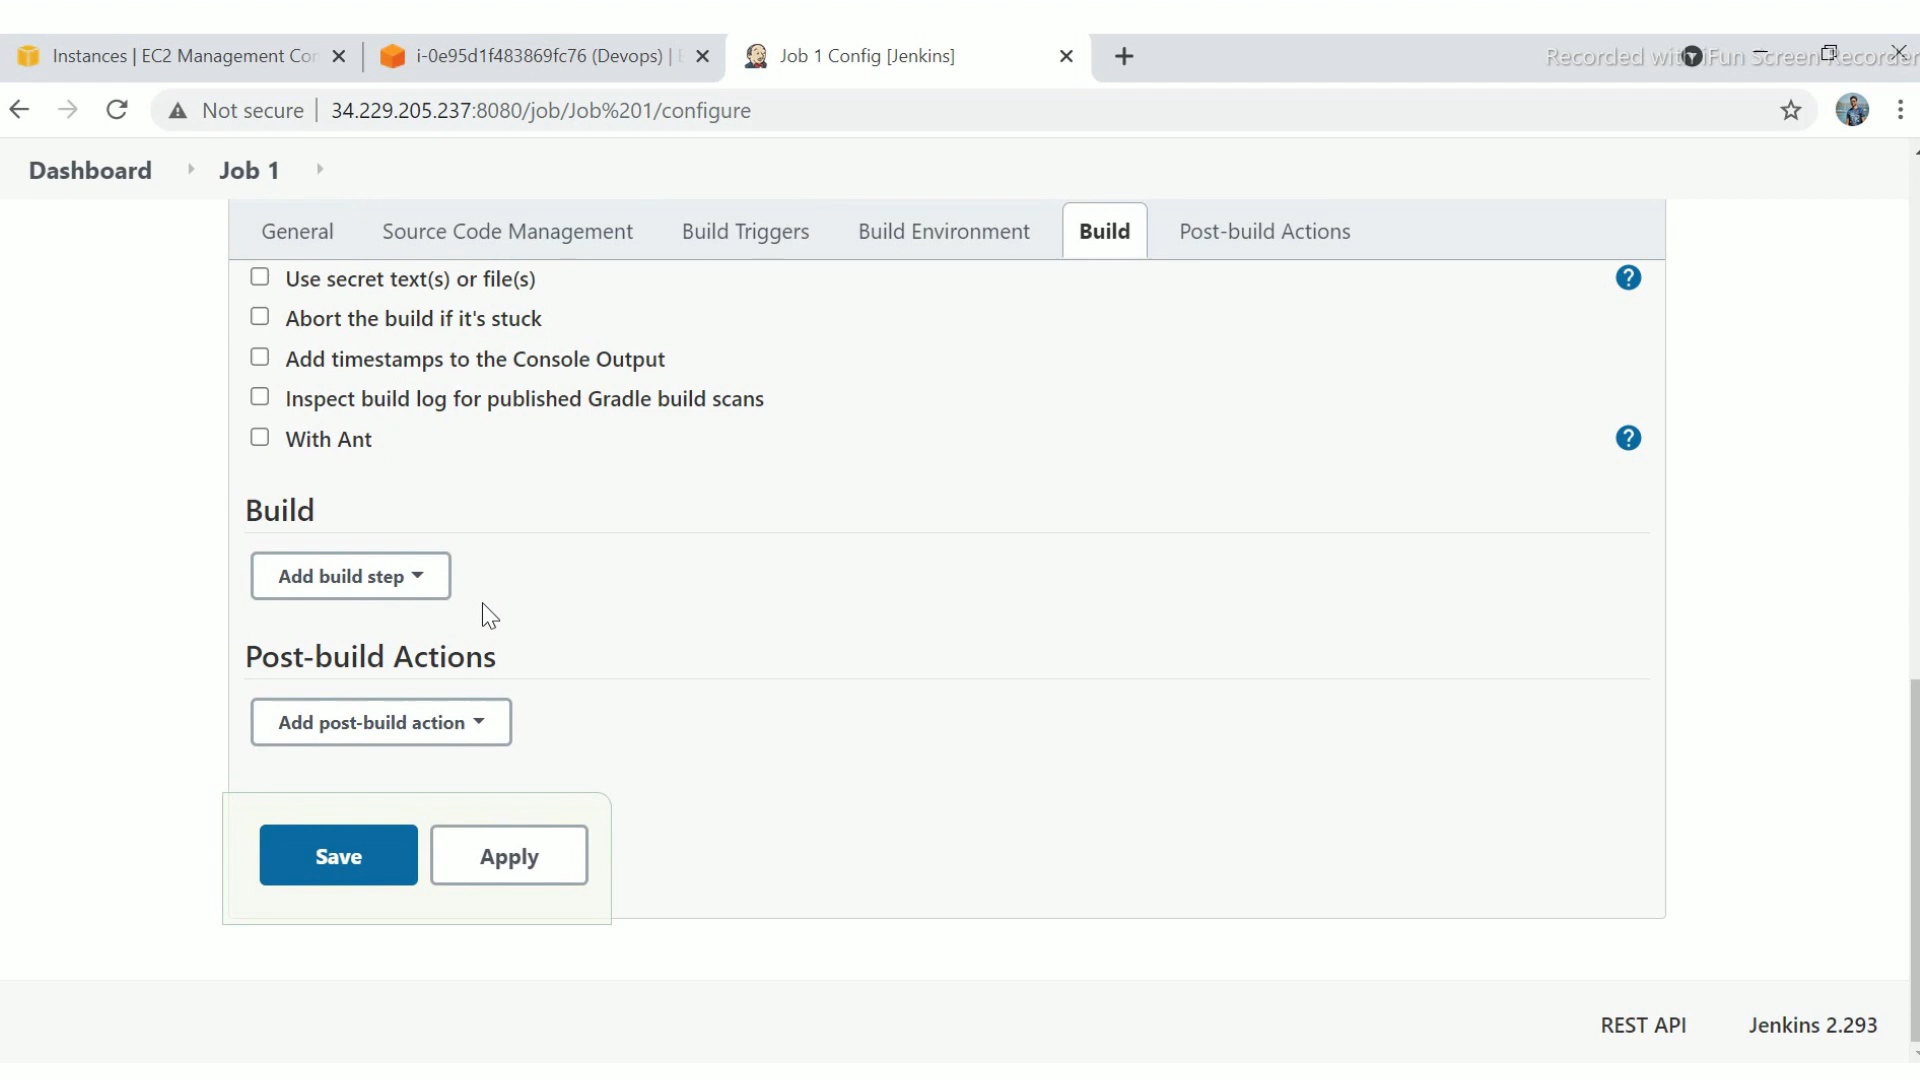 Instances | EC2 Management Con
i-0e95d1f483869fc76 (Devops) | E
Job 1 Config [Jenkins]
Recorded with iFun Screen Recorder
Not secure
34.229.205.237:8080/job/Job%201/configure
Dashboard
Job 1
General
Source Code Management
Build Triggers
Build Environment
Build
Post-build Actions
Use secret text(s) or file(s)
?
Abort the build if it's stuck
Add timestamps to the Console Output
Inspect build log for published Gradle build scans
With Ant
?
Build
Add build step
Post-build Actions
Add post-build action
Save
Apply
REST API
Jenkins 2.293